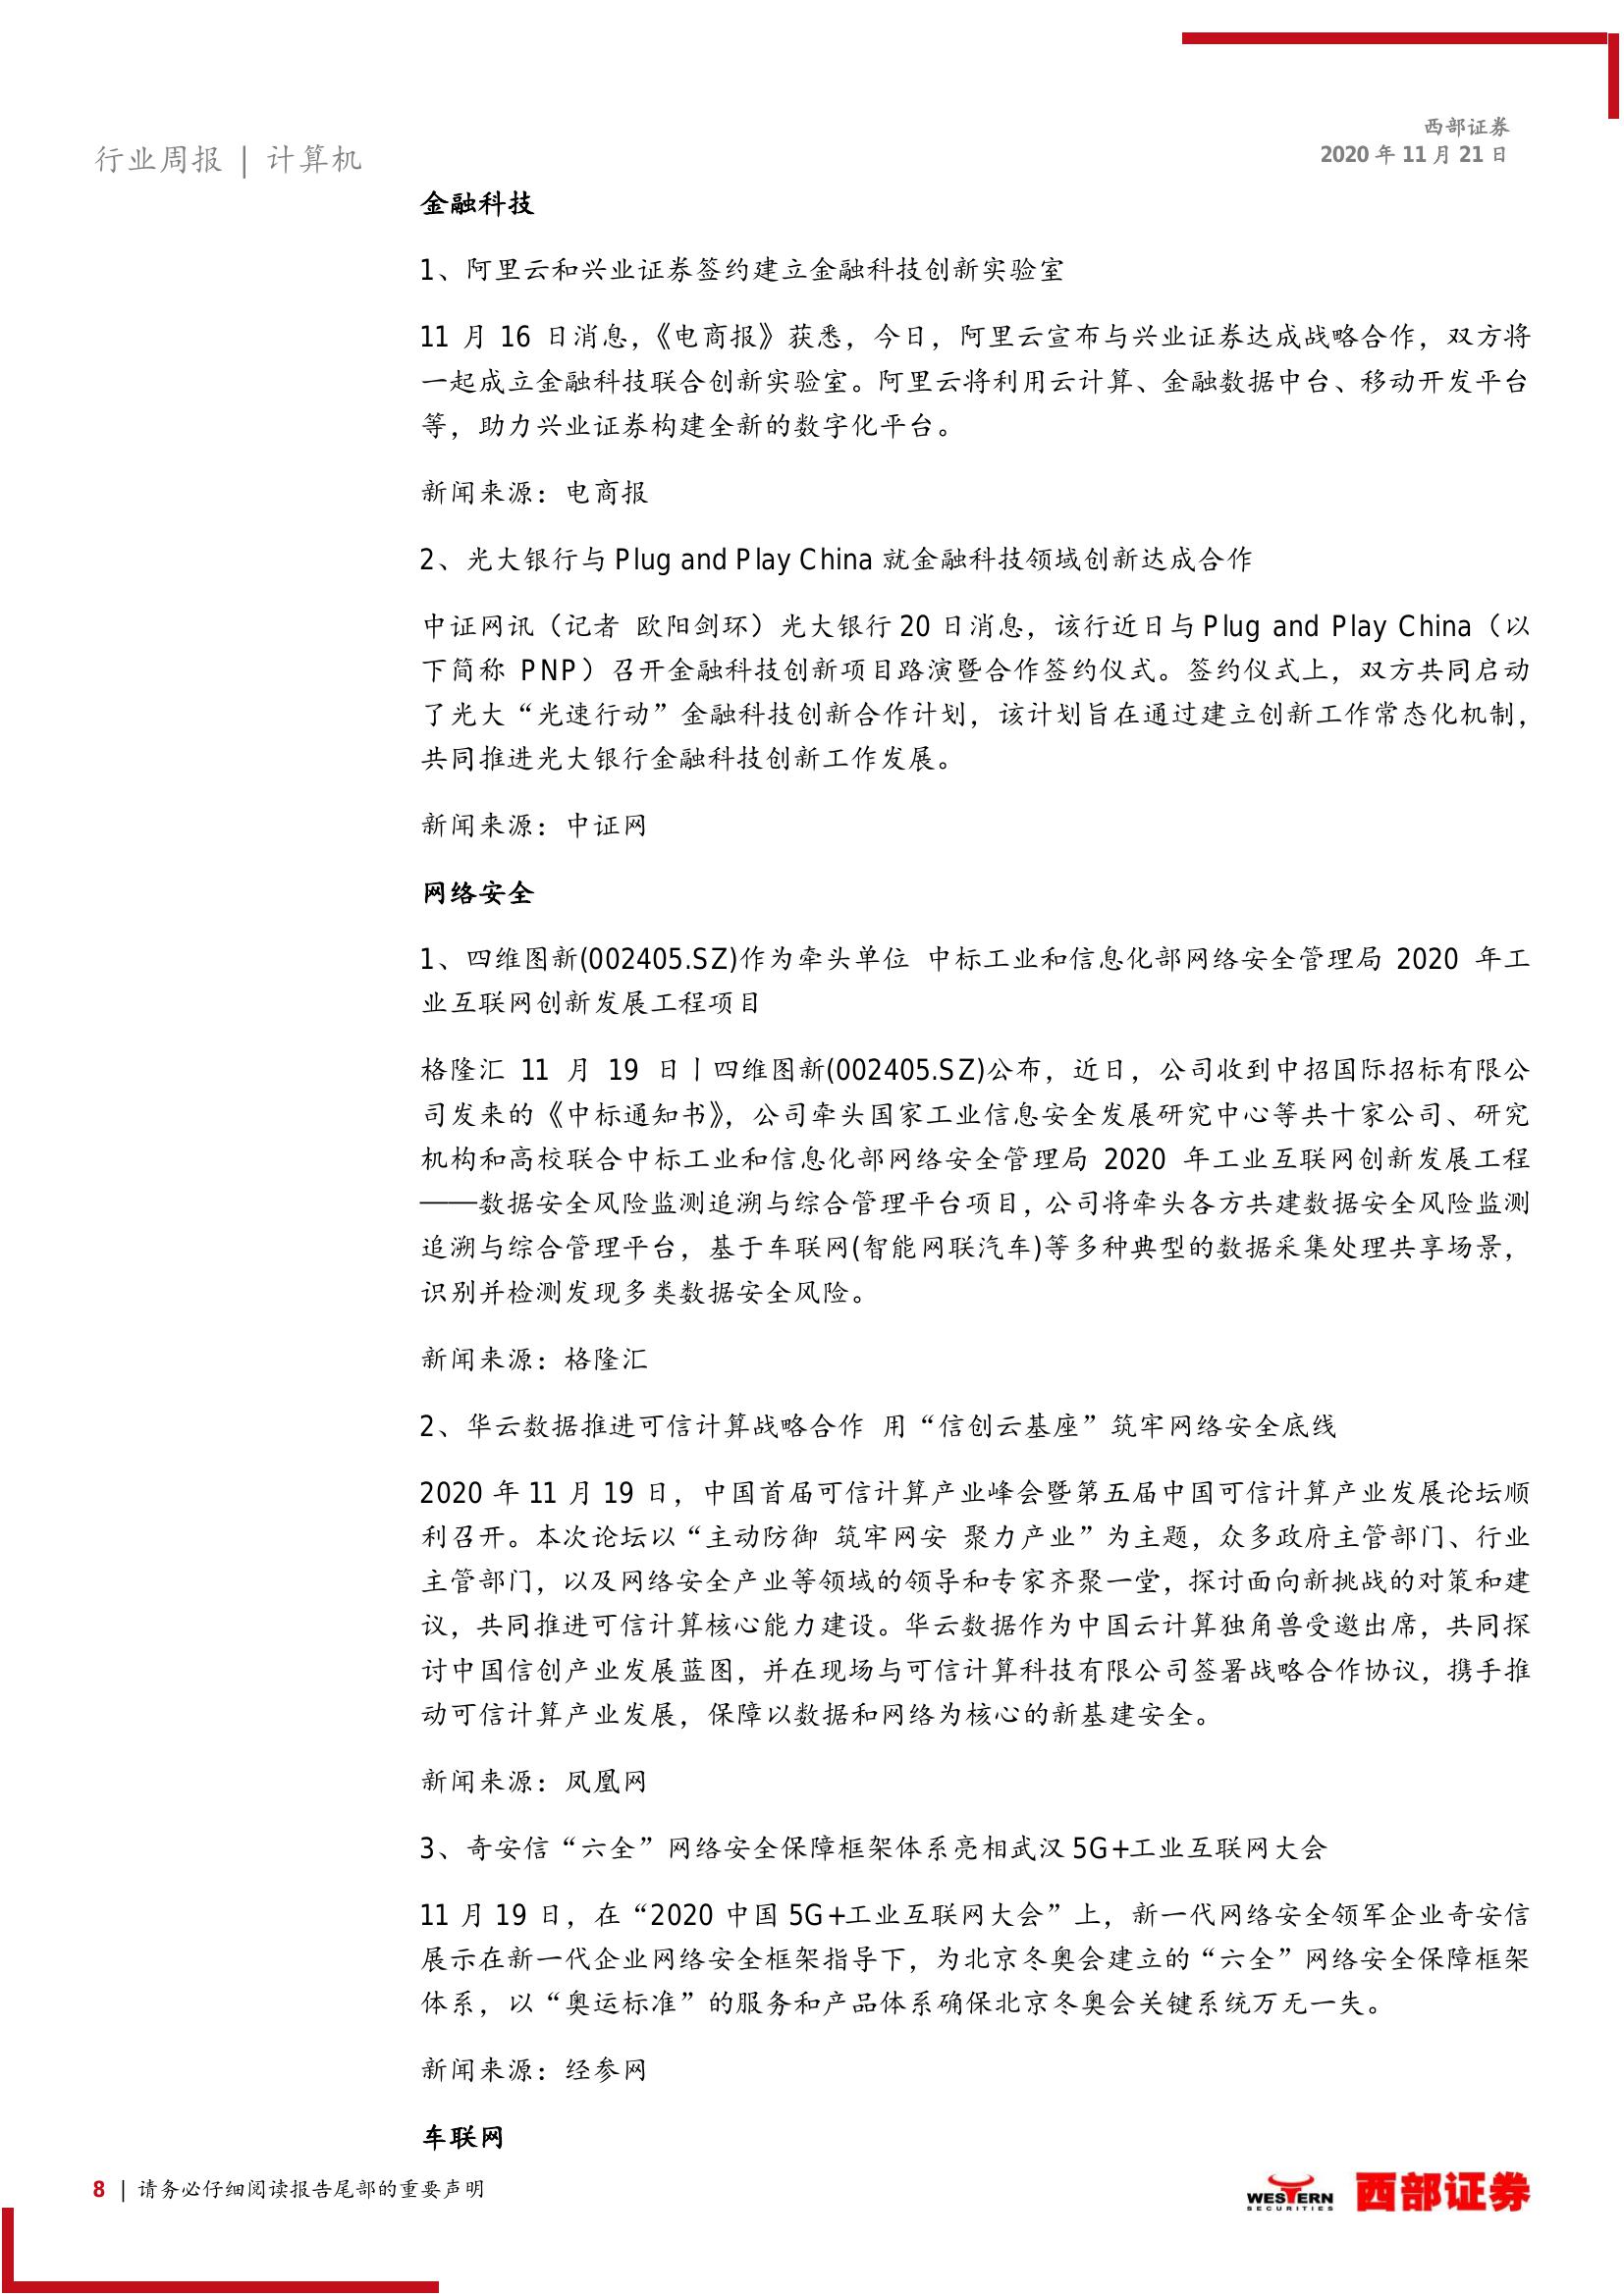 西部证券
行业周报 | 计算机
2020 年 11 月 21 日
金融科技
1、阿里云和兴业证券签约建立金融科技创新实验室
11 月 16 日消息，《电商报》获悉，今日，阿里云宣布与兴业证券达成战略合作，双方将
一起成立金融科技联合创新实验室。阿里云将利用云计算、金融数据中台、移动开发平台
等，助力兴业证券构建全新的数字化平台。
新闻来源：电商报
2、光大银行与 Plug and Play China 就金融科技领域创新达成合作
中证网讯（记者 欧阳剑环）光大银行 20 日消息，该行近日与 Plug and Play China（以
下简称 PNP）召开金融科技创新项目路演暨合作签约仪式。签约仪式上，双方共同启动
了光大“光速行动”金融科技创新合作计划，该计划旨在通过建立创新工作常态化机制，
共同推进光大银行金融科技创新工作发展。
新闻来源：中证网
网络安全
1、四维图新(002405.SZ)作为牵头单位 中标工业和信息化部网络安全管理局 2020 年工
业互联网创新发展工程项目
格隆汇 11 月 19 日丨四维图新(002405.SZ)公布，近日，公司收到中招国际招标有限公
司发来的《中标通知书》，公司牵头国家工业信息安全发展研究中心等共十家公司、研究
机构和高校联合中标工业和信息化部网络安全管理局 2020 年工业互联网创新发展工程
——数据安全风险监测追溯与综合管理平台项目，公司将牵头各方共建数据安全风险监测
追溯与综合管理平台，基于车联网(智能网联汽车)等多种典型的数据采集处理共享场景，
识别并检测发现多类数据安全风险。
新闻来源：格隆汇
2、华云数据推进可信计算战略合作 用“信创云基座”筑牢网络安全底线
2020 年 11 月 19 日，中国首届可信计算产业峰会暨第五届中国可信计算产业发展论坛顺
利召开。本次论坛以“主动防御 筑牢网安 聚力产业”为主题，众多政府主管部门、行业
主管部门，以及网络安全产业等领域的领导和专家齐聚一堂，探讨面向新挑战的对策和建
议，共同推进可信计算核心能力建设。华云数据作为中国云计算独角兽受邀出席，共同探
讨中国信创产业发展蓝图，并在现场与可信计算科技有限公司签署战略合作协议，携手推
动可信计算产业发展，保障以数据和网络为核心的新基建安全。
新闻来源：凤凰网
3、奇安信“六全”网络安全保障框架体系亮相武汉 5G+工业互联网大会
11 月 19 日，在“2020 中国 5G+工业互联网大会”上，新一代网络安全领军企业奇安信
展示在新一代企业网络安全框架指导下，为北京冬奥会建立的“六全”网络安全保障框架
体系，以“奥运标准”的服务和产品体系确保北京冬奥会关键系统万无一失。
新闻来源：经参网
车联网
8 | 请务必仔细阅读报告尾部的重要声明
WESTERN
SECURITIES
西部证券